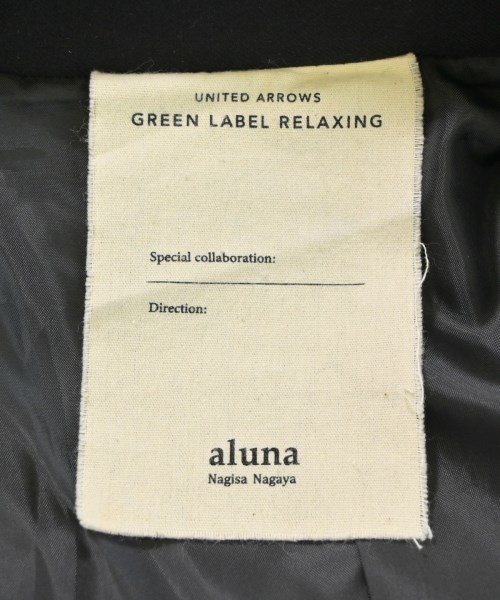 UNITED ARROWS
GREEN LABEL RELAXING
Special collaboration:
Direction:
aluna
Nagisa Nagaya